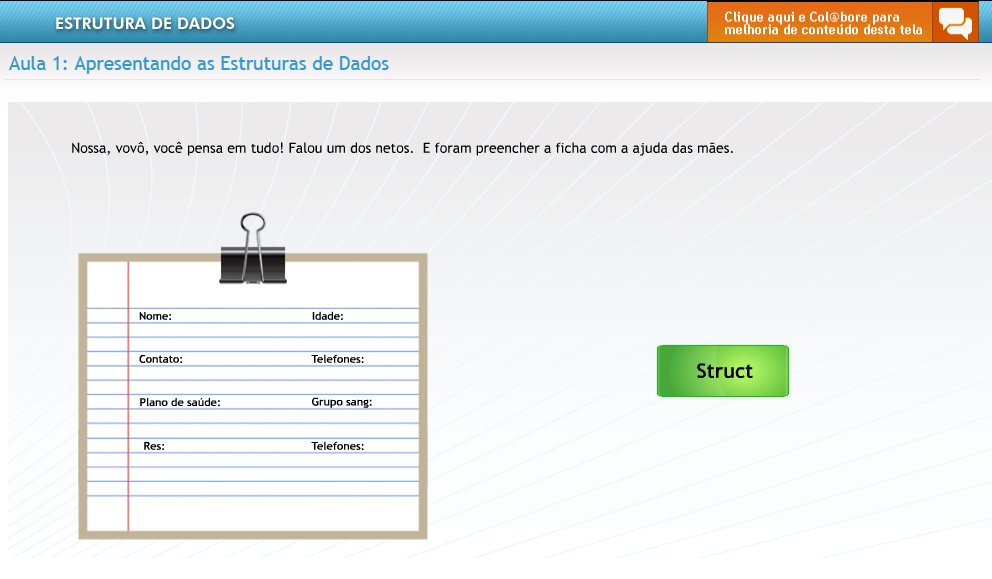 ESTRUTURA DE DADOS
Clique aqui e Col@bore para
melhoria de conteúdo desta tela
Aula 1: Apresentando as Estruturas de Dados
Nossa, vovô, você pensa em tudo! Falou um dos netos.  E foram preencher a ficha com a ajuda das mães.
Nome: Idade:
Contato: Telefones:
Plano de saúde: Grupo sang:
Res: Telefones:
Struct